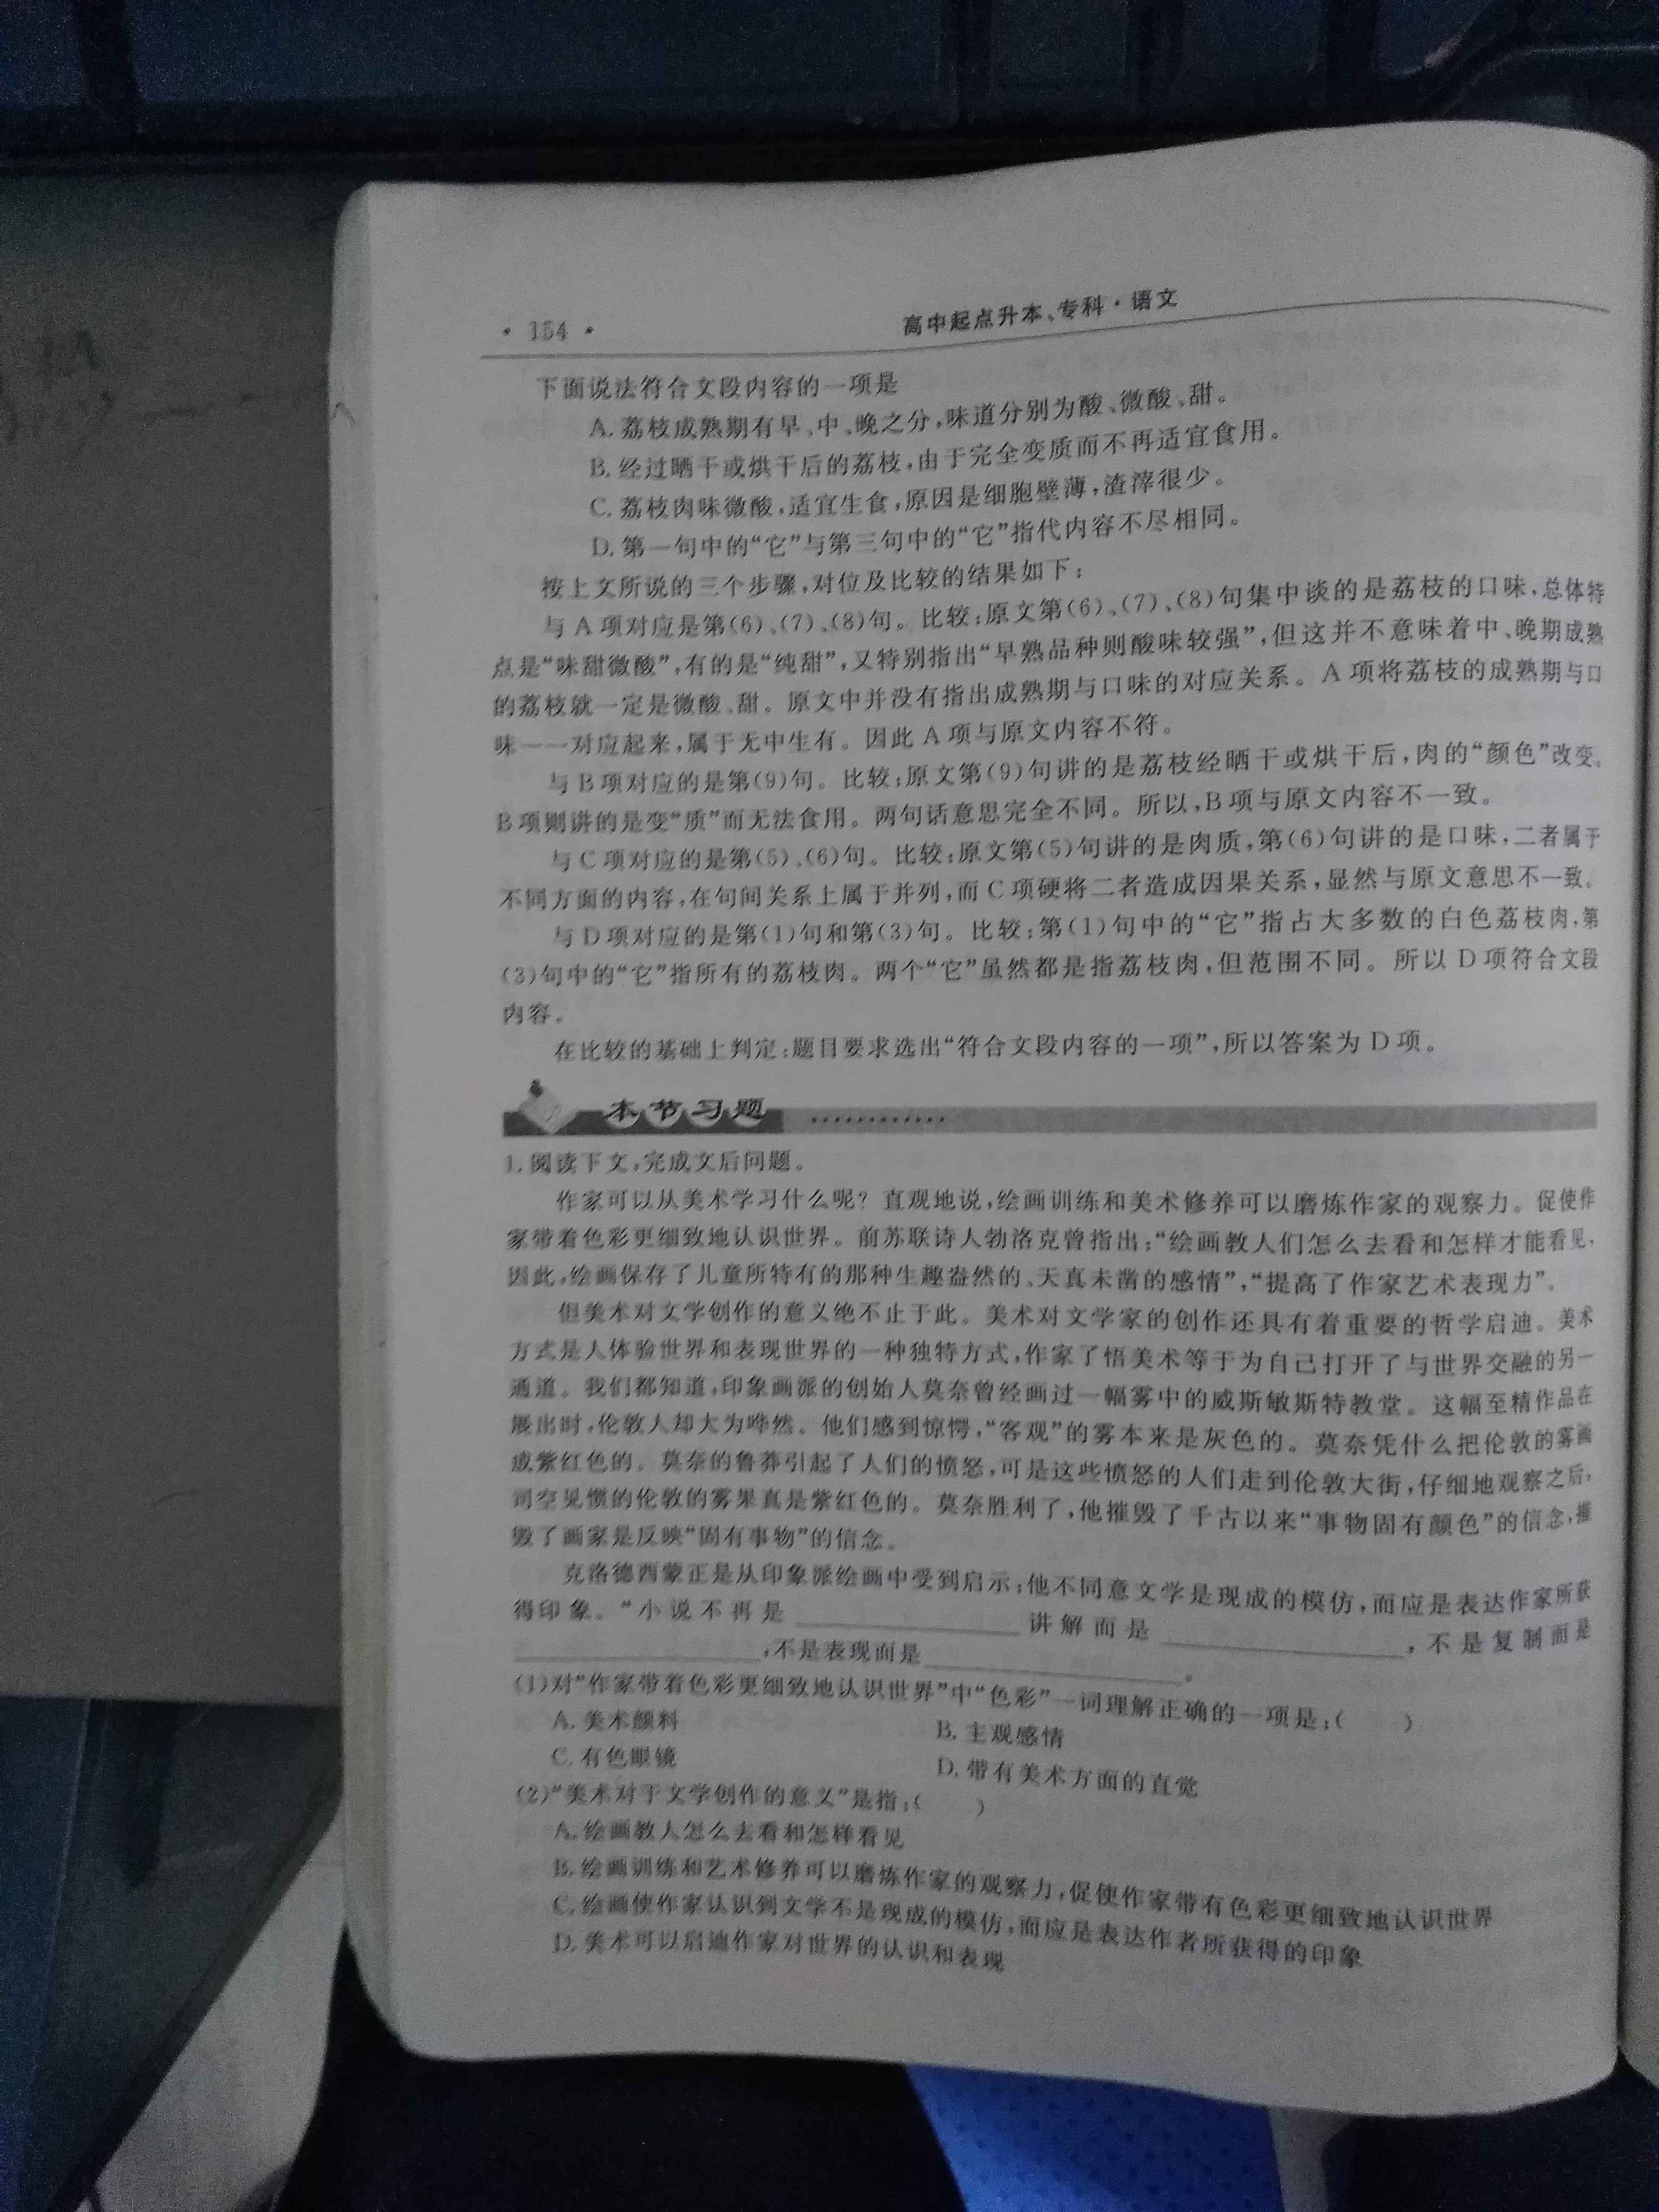 · 154 ·
高中起点升本、专科·语文
下面说法符合文段内容的一项是
A. 荔枝成熟期有早、中、晚之分,味道分别为酸、微酸、甜。
B. 经过晒干或烘干后的荔枝,由于完全变质而不再适宜食用。
C. 荔枝肉味微酸,适宜生食,原因是细胞壁薄,渣滓很少。
D. 第一句中的“它”与第三句中的“它”指代内容不尽相同。
按上文所说的三个步骤,对位及比较的结果如下:
与 A 项对应是第(6)、(7)、(8)句。比较:原文第(6)、(7)、(8)句集中谈的是荔枝的口味,总体特
点是“味甜微酸”,有的是“纯甜”,又特别指出“早熟品种则酸味较强”,但这并不意味着中、晚期成熟
的荔枝就一定是微酸、甜。原文中并没有指出成熟期与口味的对应关系。A 项将荔枝的成熟期与口
味一一对应起来,属于无中生有。因此 A 项与原文内容不符。
与 B 项对应的是第(9)句。比较:原文第(9)句讲的是荔枝经晒干或烘干后,肉的“颜色”改变。
B 项则讲的是变“质”而无法食用。两句话意思完全不同。所以,B 项与原文内容不一致。
与 C 项对应的是第(5)、(6)句。比较:原文第(5)句讲的是肉质,第(6)句讲的是口味,二者属于
不同方面的内容,在句间关系上属于并列,而 C 项硬将二者造成因果关系,显然与原文意思不一致。
与 D 项对应的是第(1)句和第(3)句。比较:第(1)句中的“它”指占大多数的白色荔枝肉,第
(3)句中的“它”指所有的荔枝肉。两个“它”虽然都是指荔枝肉,但范围不同。所以 D 项符合文段
内容。
在比较的基础上判定:题目要求选出“符合文段内容的一项”,所以答案为 D 项。
本节习题
1. 阅读下文,完成文后问题。
作家可以从美术学习什么呢?直观地说,绘画训练和美术修养可以磨炼作家的观察力。促使作
家带着色彩更细致地认识世界。前苏联诗人勃洛克曾指出:“绘画教人们怎么去看和怎样才能看见,
因此,绘画保存了儿童所特有的那种生趣盎然的、天真未凿的感情”,“提高了作家艺术表现力”。
但美术对文学创作的意义绝不止于此。美术对文学家的创作还具有着重要的哲学启迪。美术
方式是人体验世界和表现世界的一种独特方式,作家了悟美术等于为自己打开了与世界交融的另一
通道。我们都知道,印象画派的创始人莫奈曾经画过一幅雾中的威斯敏斯特教堂。这幅至精作品在
展出时,伦敦人却大为哗然。他们感到惊愕,“客观”的雾本来是灰色的。莫奈凭什么把伦敦的雾画
成紫红色的。莫奈的鲁莽引起了人们的愤怒,可是这些愤怒的人们走到伦敦大街,仔细地观察之后,
司空见惯的伦敦的雾果真是紫红色的。莫奈胜利了,他摧毁了千古以来“事物固有颜色”的信念,摧
毁了画家是反映“固有事物”的信念。
克洛德西蒙正是从印象派绘画中受到启示:他不同意文学是现成的模仿,而应是表达作家所获
得印象。“小说不再是______讲解而是______,不是复制而是
______,不是表现而是______。
(1)对“作家带着色彩更细致地认识世界”中“色彩”一词理解正确的一项是:(　　)
A. 美术颜料
B. 主观感情
C. 有色眼镜
D. 带有美术方面的直觉
(2)“美术对于文学创作的意义”是指:(　　)
A. 绘画教人怎么去看和怎样看见
B. 绘画训练和艺术修养可以磨炼作家的观察力,促使作家带有色彩更细致地认识世界
C. 绘画使作家认识到文学不是现成的模仿,而应是表达作者所获得的印象
D. 美术可以启迪作家对世界的认识和表现